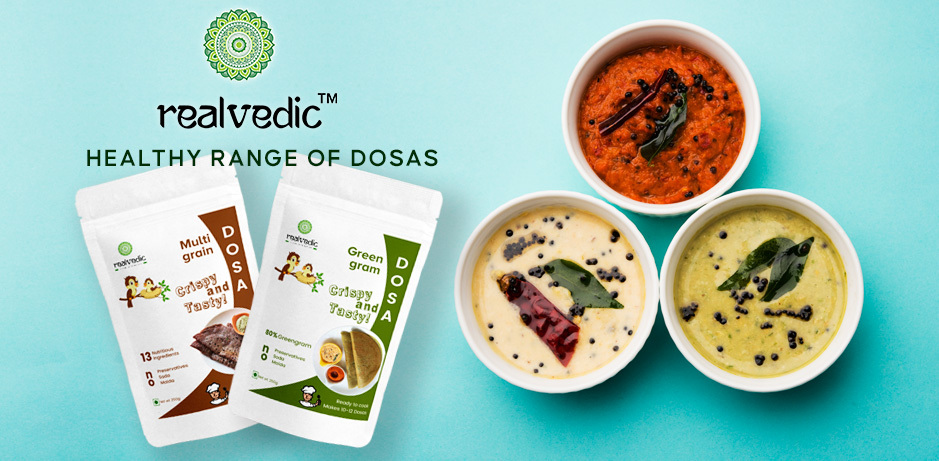 realvedic™
HEALTHY RANGE OF DOSAS
realvedic
Multi
grain
DOSA
Crispy
and
Tasty!
13 Nutritious
Ingredients
no
Preservatives
Soda
Maida
realvedic
Green
gram
DOSA
Crispy
and
Tasty!
80% Greengram
no
Preservatives
Soda
Maida
Ready to cook
Makes 10-12 Dosas